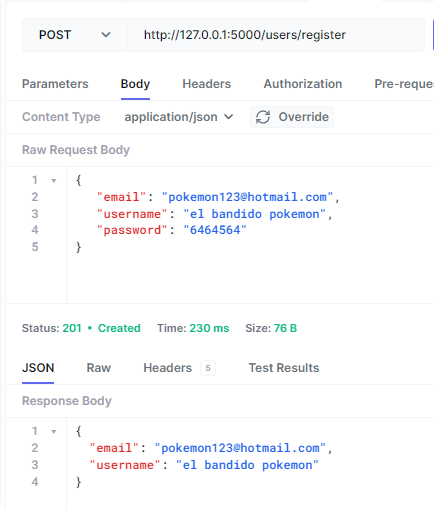 POST http://127.0.0.1:5000/users/register
Parameters Body Headers Authorization
Content Type application/json Override
Raw Request Body
1 {
2 "email": "pokemon123@hotmail.com",
3 "username": "el bandido pokemon",
4 "password": "6464564"
5 }
Status: 201 • Created Time: 230 ms Size: 76 B
JSON Raw Headers 5 Test Results
Response Body
1 {
2 "email": "pokemon123@hotmail.com",
3 "username": "el bandido pokemon"
4 }